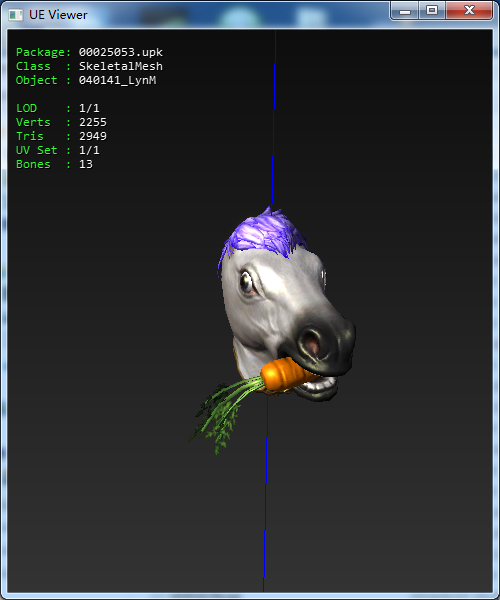 UE Viewer
Package: 00025053.upk
Class : SkeletalMesh
Object : 040141_LynM
LOD : 1/1
Verts : 2255
Tris : 2949
UV Set : 1/1
Bones : 13